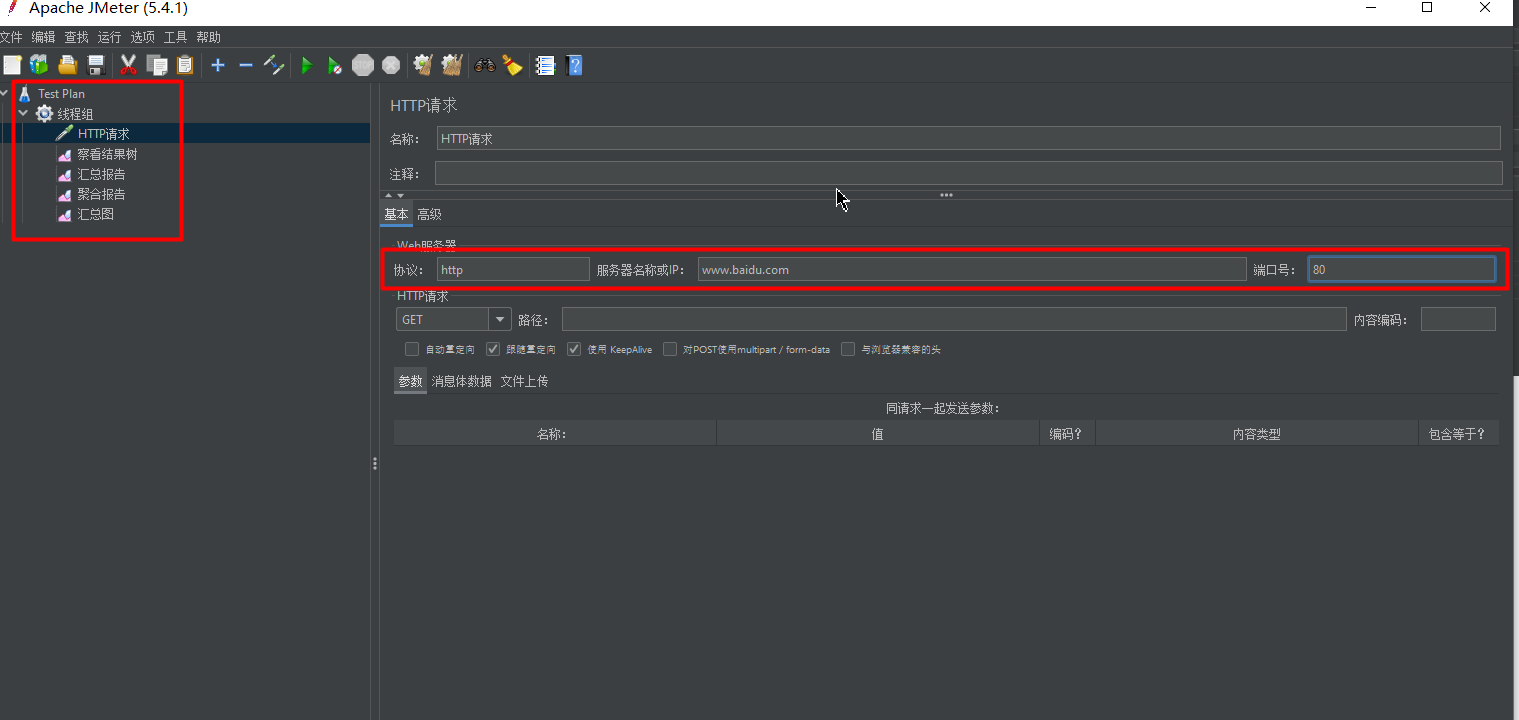 Apache JMeter (5.4.1)
文件 编辑 查找 运行 选项 工具 帮助
Test Plan
线程组
HTTP请求
察看结果树
汇总报告
聚合报告
汇总图
HTTP请求
名称： HTTP请求
注释：
基本 高级
Web服务器
协议： http 服务器名称或IP： www.baidu.com 端口号： 80
HTTP请求
GET 路径： 内容编码：
自动重定向 跟随重定向 使用 KeepAlive 对POST使用multipart / form-data 与浏览器兼容的头
参数 消息体数据 文件上传
同请求一起发送参数：
名称： 值 编码？ 内容类型 包含等于？